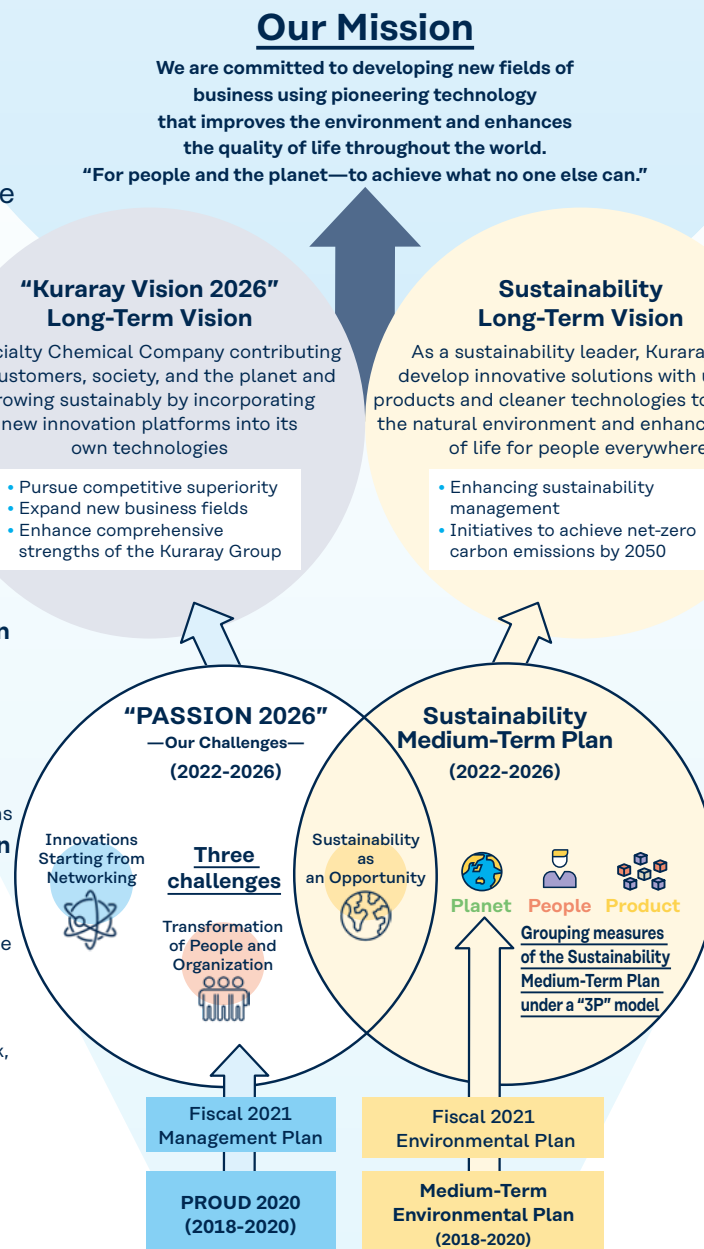 Our Mission
We are committed to developing new fields of
business using pioneering technology
that improves the environment and enhances
the quality of life throughout the world.
“For people and the planet—to achieve what no one else can.”
“Kuraray Vision 2026”
Long-Term Vision
Chemical Company contributing
society, and the planet and
sustainably by incorporating
new innovation platforms into its
own technologies
• Pursue competitive superiority
• Expand new business fields
• Enhance comprehensive
strengths of the Kuraray Group
Sustainability
Long-Term Vision
As a sustainability leader,
develop innovative solutions with
products and cleaner technologies
the natural environment and
of life for people everywhere
• Enhancing sustainability
management
• Initiatives to achieve net-zero
carbon emissions by 2050
“PASSION 2026”
—Our Challenges—
(2022-2026)
Innovations
Starting from
Networking
Three
challenges
Transformation
of People and
Organization
Sustainability
as
an Opportunity
Sustainability
Medium-Term Plan
(2022-2026)
Planet
People
Product
Grouping measures
of the Sustainability
Medium-Term Plan
under a “3P” model
Fiscal 2021
Management Plan
PROUD 2020
(2018-2020)
Fiscal 2021
Environmental Plan
Medium-Term
Environmental Plan
(2018-2020)